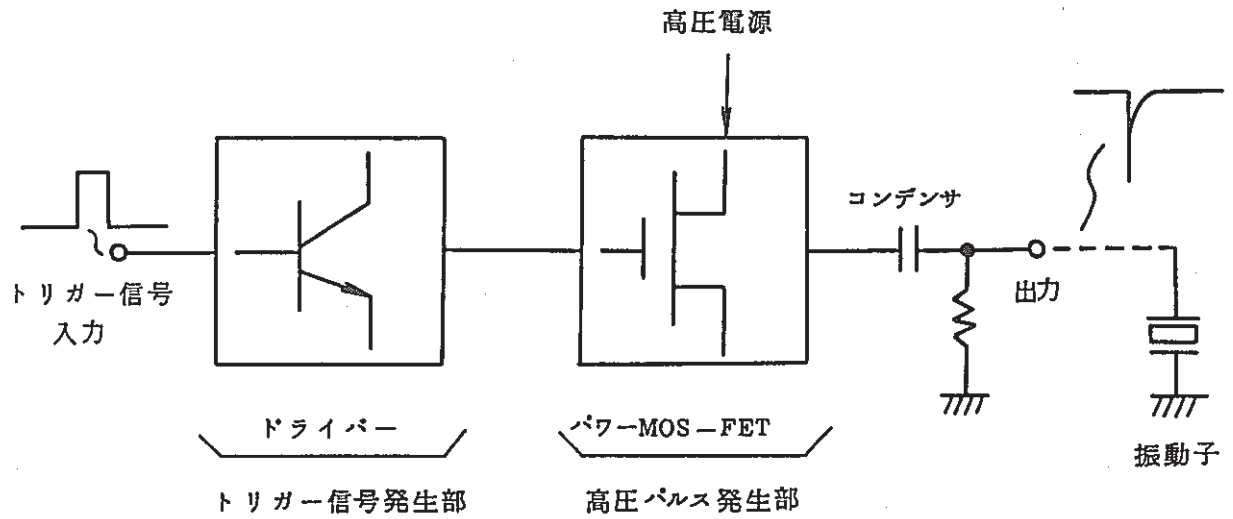 高圧電源
コンデンサ
トリガー信号
入力
出力
ドライバー
パワーMOS-FET
振動子
トリガー信号発生部
高圧パルス発生部